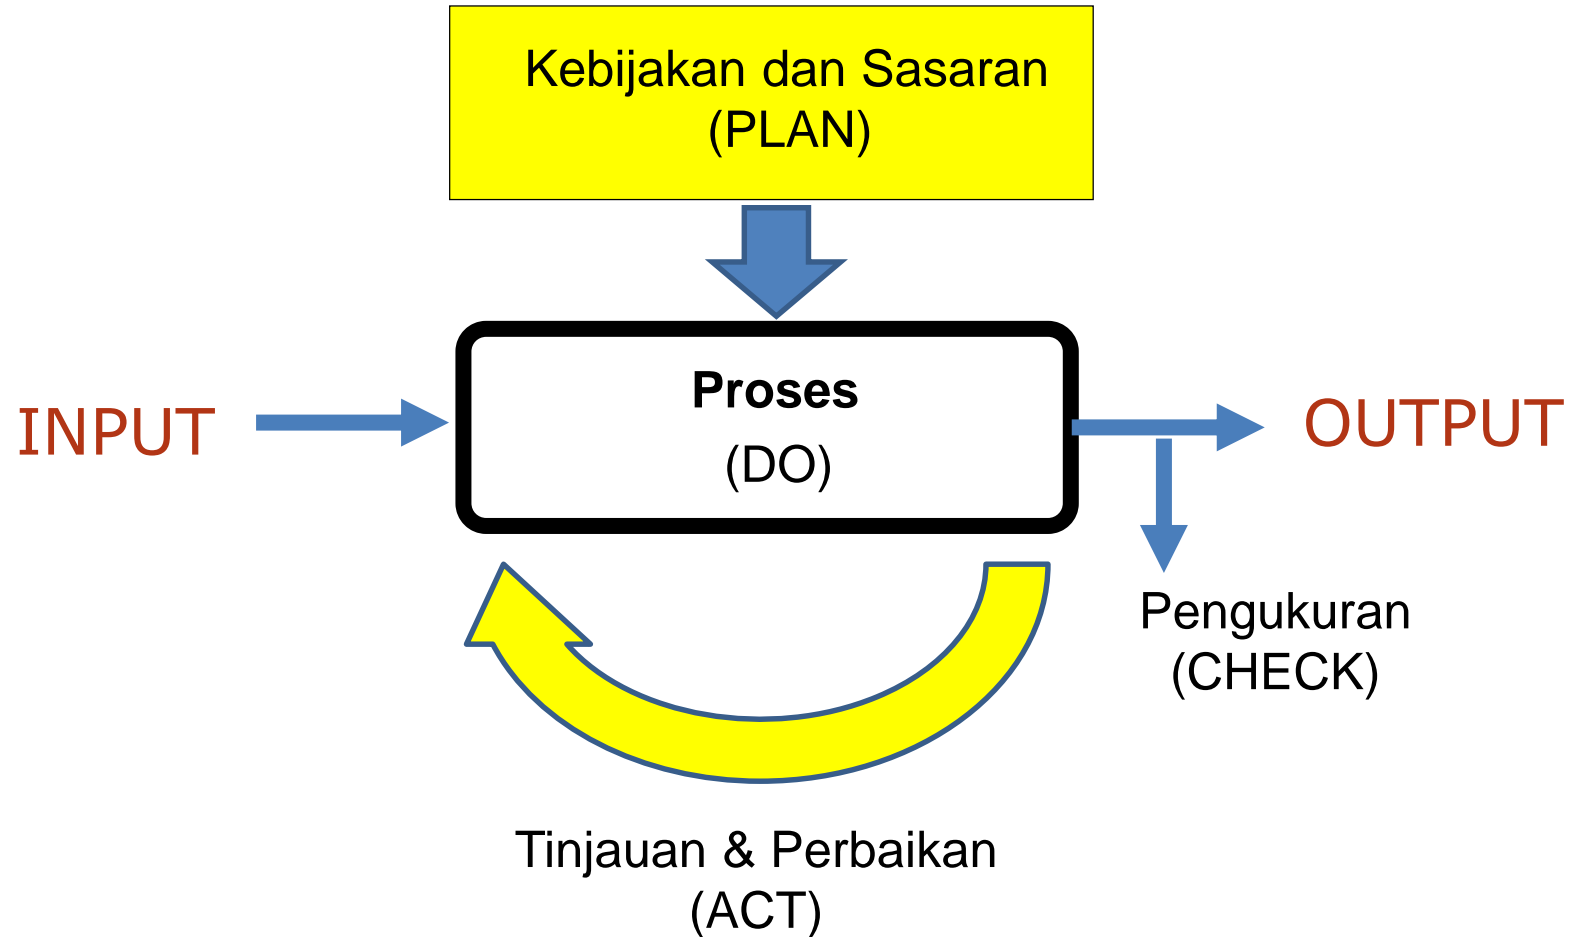 Kebijakan dan Sasaran
(PLAN)
INPUT
Proses
(DO)
OUTPUT
Pengukuran
(CHECK)
Tinjauan & Perbaikan
(ACT)